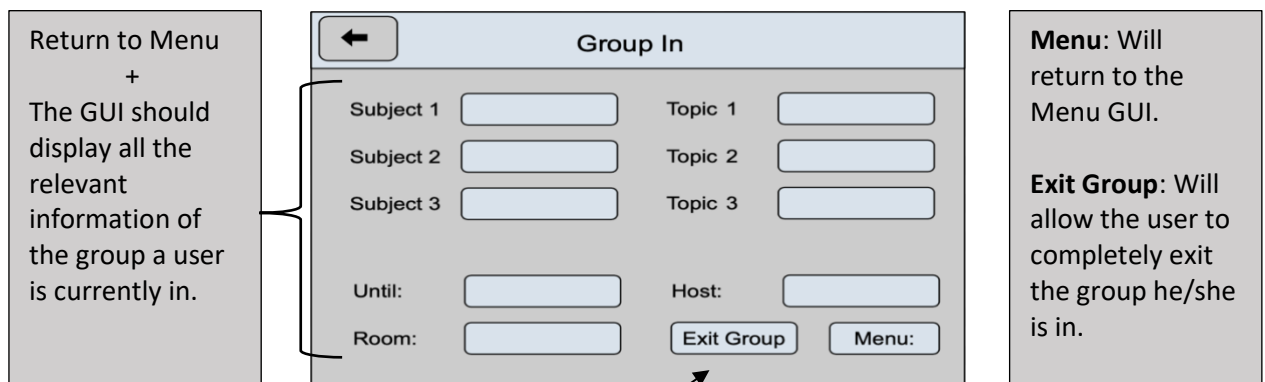 Return to Menu
+
The GUI should
display all the
relevant
information of
the group a user
is currently in.
Group In
Subject 1
Topic 1
Subject 2
Topic 2
Subject 3
Topic 3
Until:
Host:
Room:
Exit Group
Menu:
Menu: Will
return to the
Menu GUI.
Exit Group: Will
allow the user to
completely exit
the group he/she
is in.